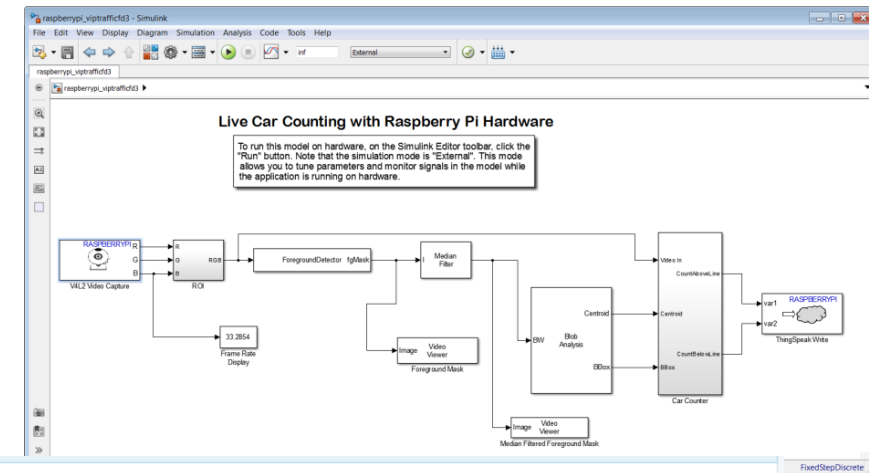 raspberrypi_viptrafficfd3 - Simulink
File Edit View Display Diagram Simulation Analysis Code Tools Help
inf External
raspberrypi_viptrafficfd3
raspberrypi_viptrafficfd3
Live Car Counting with Raspberry Pi Hardware
To run this model on hardware, on the Simulink Editor toolbar, click the
"Run" button. Note that the simulation mode is "External". This mode
allows you to tune parameters and monitor signals in the model while
the application is running on hardware.
RASPBERRYPI
R
G
B
V4L2 Video Capture
R
G
B
RGB
ROI
ForegroundDetector fgMask
I
Median
Filter
33.2854
Frame Rate
Display
Image
Video
Viewer
Foreground Mask
BW
Blob
Analysis
Centroid
BBox
Image
Video
Viewer
Median Filtered Foreground Mask
Video In
Centroid
BBox
CountAboveLine
CountBelowLine
Car Counter
RASPBERRYPI
var1
var2
ThingSpeak Write
FixedStepDiscrete